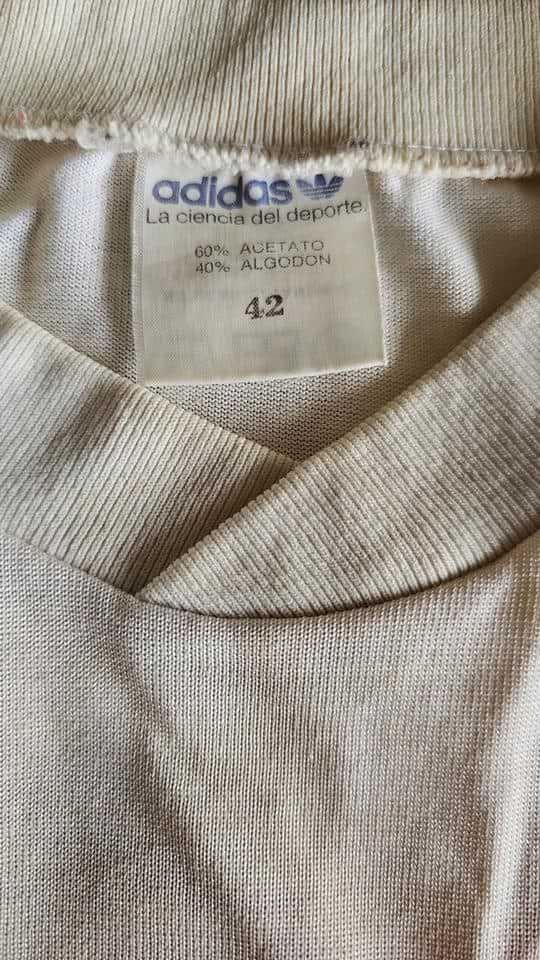 adidas
La ciencia del deporte.
60% ACETATO
40% ALGODON
42